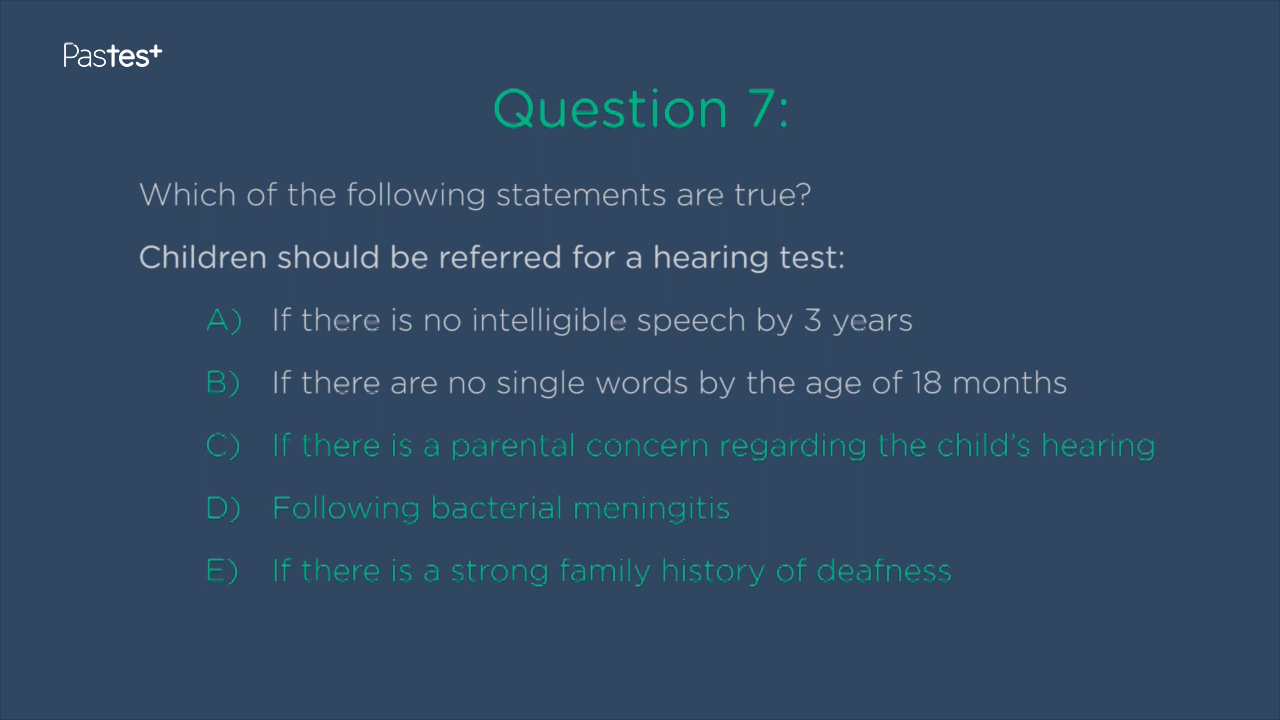 Pastest
Question 7:
Which of the following statements are true?
Children should be referred for a hearing test:
A) If there is no intelligible speech by 3 years
B) If there are no single words by the age of 18 months
C) If there is a parental concern regarding the child's hearing
D) Following bacterial meningitis
E) If there is a strong family history of deafness